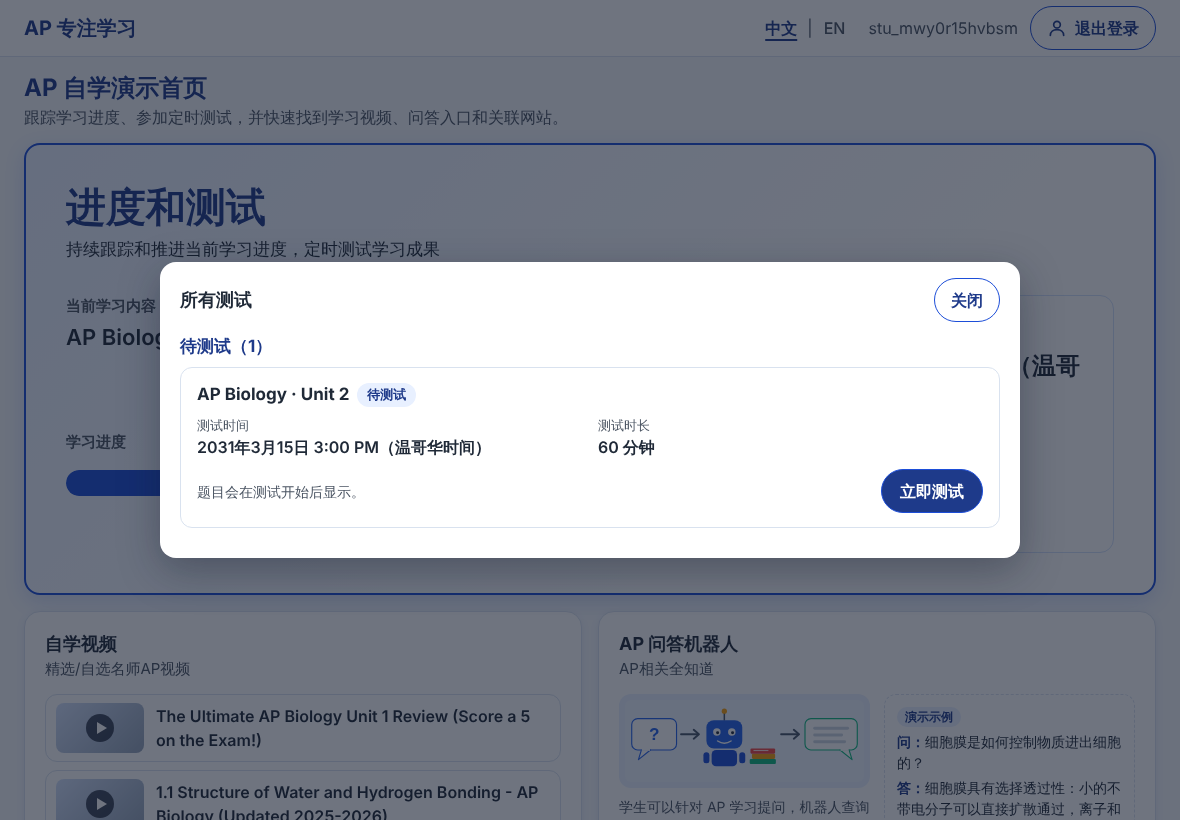 AP 专注学习
中文 | EN stu_mwy0r15hvbsm 退出登录
AP 自学演示首页
跟踪学习进度、参加定时测试，并快速找到学习视频、问答入口和关联网站。
进度和测试
持续跟踪和推进当前学习进度，定时测试学习成果
当前学习内容
AP Biolog
（温哥
学习进度
所有测试
关闭
待测试（1）
AP Biology · Unit 2 待测试
测试时间
2031年3月15日 3:00 PM（温哥华时间）
测试时长
60 分钟
题目会在测试开始后显示。
立即测试
自学视频
精选/自选名师AP视频
The Ultimate AP Biology Unit 1 Review (Score a 5
on the Exam!)
1.1 Structure of Water and Hydrogen Bonding - AP
Biology (Updated 2025-2026)
AP 问答机器人
AP相关全知道
?
学生可以针对 AP 学习提问，机器人查询
演示示例
问：细胞膜是如何控制物质进出细胞
的？
答：细胞膜具有选择透过性：小的不
带电分子可以直接扩散通过，离子和